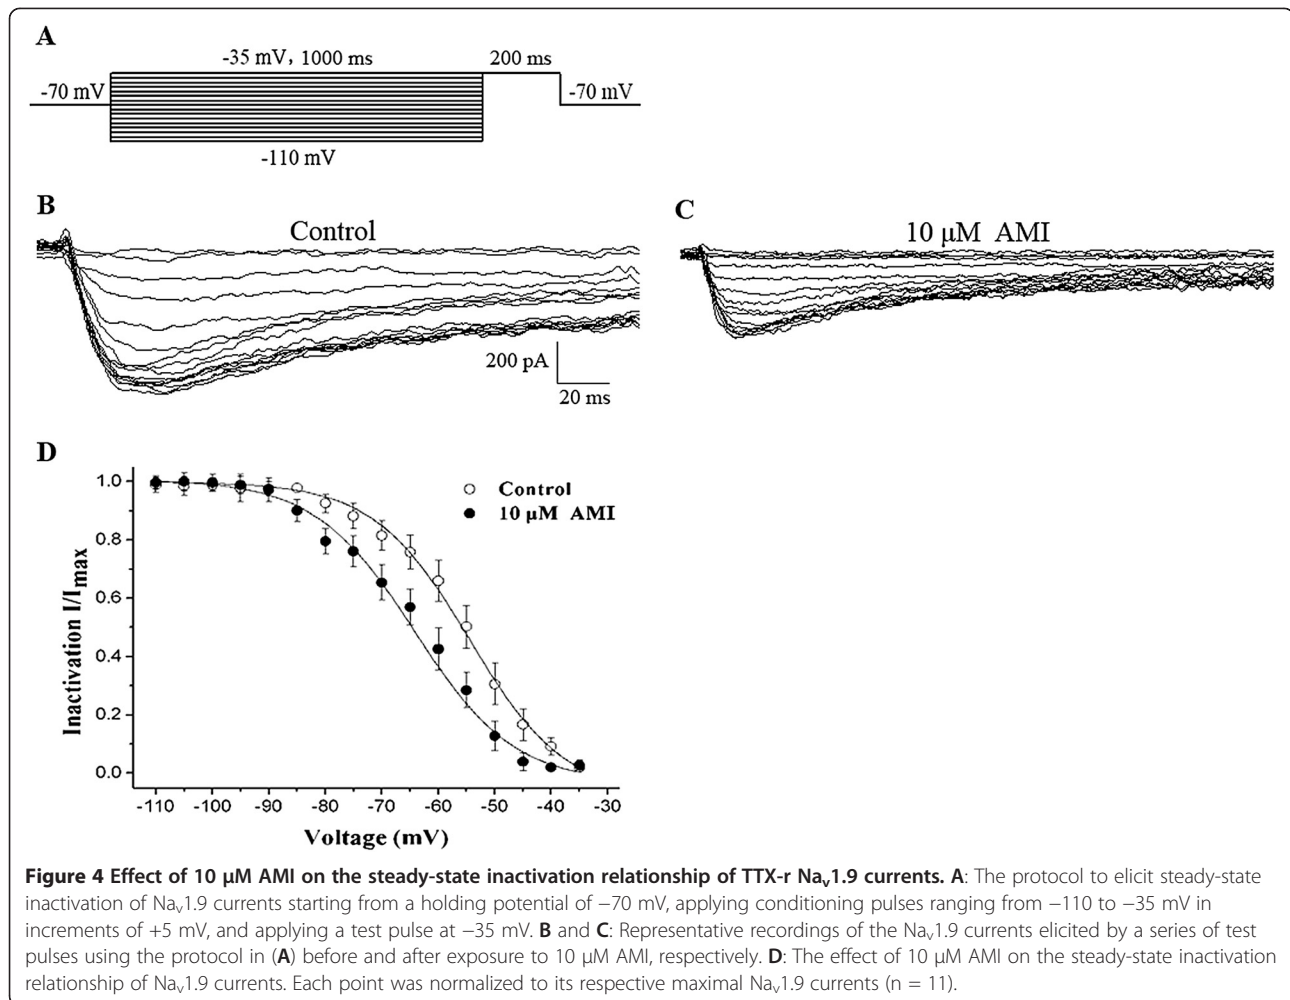 A
-35 mV, 1000 ms 200 ms
-70 mV -70 mV
-110 mV
B C
Control 10 µM AMI
200 pA
20 ms
D
Inactivation I/Imax
1.0
0.8
0.6
0.4
0.2
0.0
Control
10 µM AMI
-110 -100 -90 -80 -70 -60 -50 -40 -30
Voltage (mV)
Figure 4 Effect of 10 µM AMI on the steady-state inactivation relationship of TTX-r Nav1.9 currents. A: The protocol to elicit steady-state
inactivation of Nav1.9 currents starting from a holding potential of −70 mV, applying conditioning pulses ranging from −110 to −35 mV in
increments of +5 mV, and applying a test pulse at −35 mV. B and C: Representative recordings of the Nav1.9 currents elicited by a series of test
pulses using the protocol in (A) before and after exposure to 10 µM AMI, respectively. D: The effect of 10 µM AMI on the steady-state inactivation
relationship of Nav1.9 currents. Each point was normalized to its respective maximal Nav1.9 currents (n = 11).